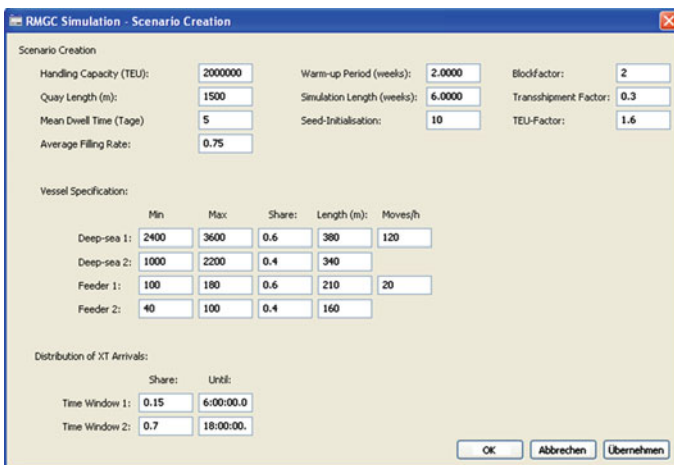 RMGC Simulation - Scenario Creation
Scenario Creation
Handling Capacity (TEU): 2000000 Warm-up Period (weeks): 2.0000 Blockfactor: 2
Quay Length (m): 1500 Simulation Length (weeks): 6.0000 Transshipment Factor: 0.3
Mean Dwell Time (Tage) 5 Seed-Initialisation: 10 TEU-Factor: 1.6
Average Filling Rate: 0.75
Vessel Specification:
Min Max Share: Length (m): Moves/h
Deep-sea 1: 2400 3600 0.6 380 120
Deep-sea 2: 1000 2200 0.4 340
Feeder 1: 100 180 0.6 210 20
Feeder 2: 40 100 0.4 160
Distribution of XT Arrivals:
Share: Until:
Time Window 1: 0.15 6:00:00.0
Time Window 2: 0.7 18:00:00.
OK Abbrechen Übernehmen